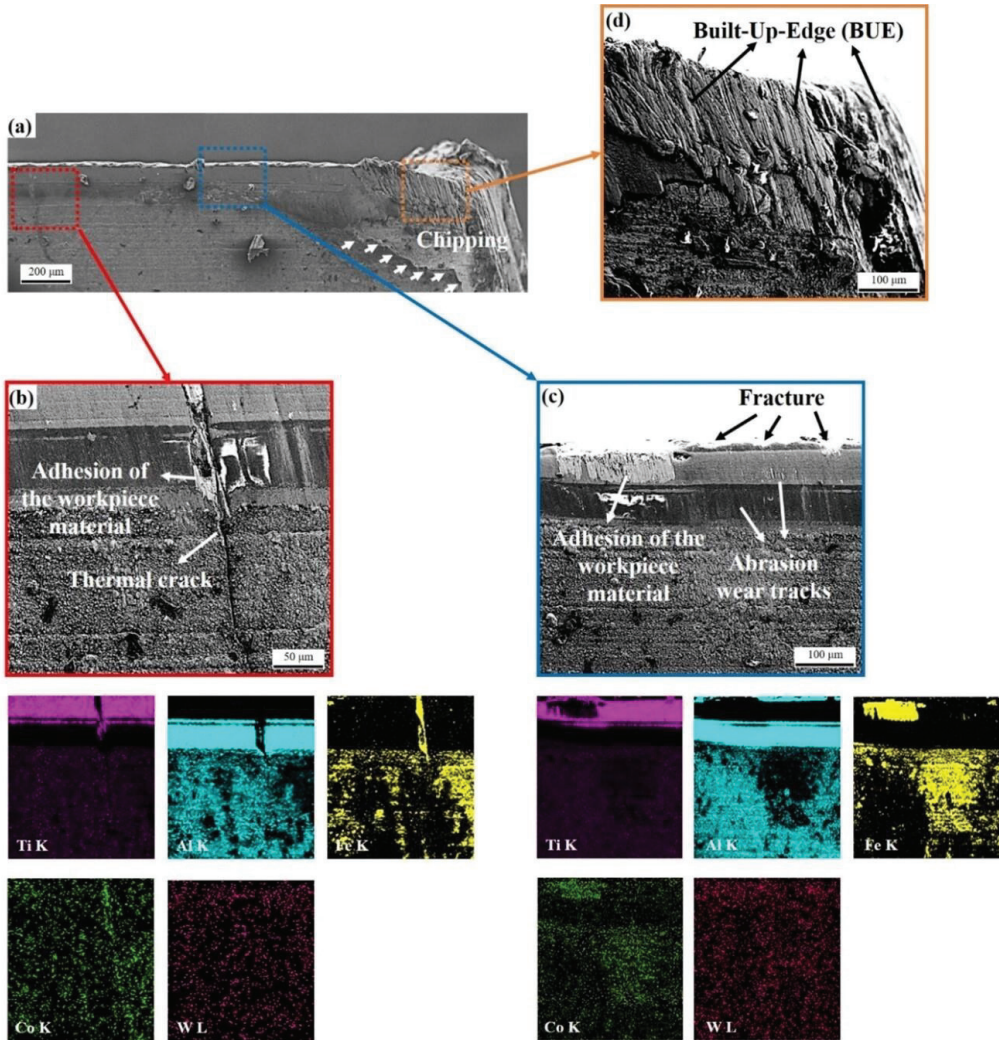 (d)
Built-Up-Edge (BUE)
100 μm
(a)
Chipping
200 μm
(b)
Adhesion of
the workpiece
material
Thermal crack
50 μm
(c)
Fracture
Adhesion of the
workpiece
material
Abrasion
wear tracks
100 μm
Ti K
Al K
Fe K
Ti K
Al K
Fe K
Co K
W L
Co K
W L